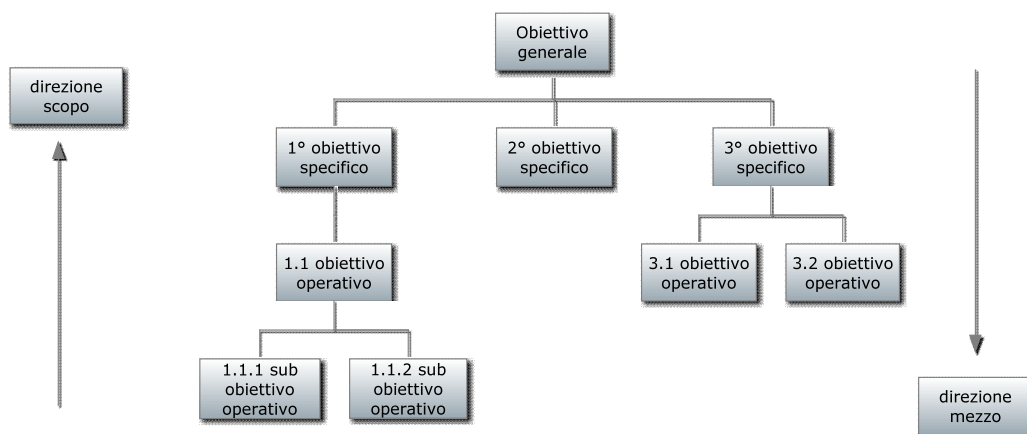 Obiettivo
generale
direzione
scopo
1° obiettivo
specifico
2° obiettivo
specifico
3° obiettivo
specifico
1.1 obiettivo
operativo
3.1 obiettivo
operativo
3.2 obiettivo
operativo
1.1.1 sub
obiettivo
operativo
1.1.2 sub
obiettivo
operativo
direzione
mezzo